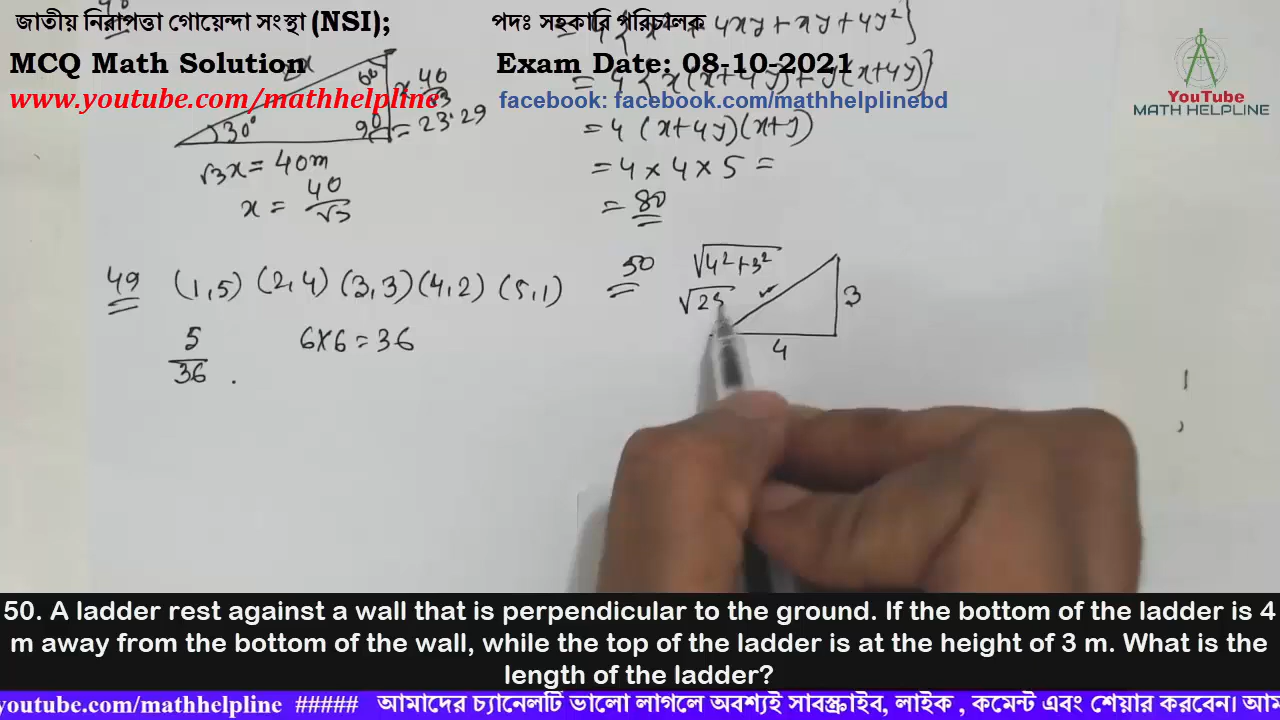 জাতীয় নিরাপত্তা গোয়েন্দা সংস্থা (NSI);
পদঃ সহকারি পরিচালক
MCQ Math Solution
Exam Date: 08-10-2021
www.youtube.com/mathhelpline
facebook: facebook.com/mathhelplinebd
YouTube
MATH HELPLINE
4xy + xy + 4y²}
2x
60°
x 40
√3
30°
90
= 23.29
√3x = 40m
x = 40
√3
= 4 (x+4y)(x+y)
= 4 × 4 × 5 =
= 80
49 (1,5) (2,4) (3,3) (4,2) (5,1)
5
36
6×6 = 36
50
√4²+3²
√25
3
4
50. A ladder rest against a wall that is perpendicular to the ground. If the bottom of the ladder is 4
m away from the bottom of the wall, while the top of the ladder is at the height of 3 m. What is the
length of the ladder?
youtube.com/mathhelpline ##### আমাদের চ্যানেলটি ভালো লাগলে অবশ্যই সাবস্ক্রাইব, লাইক , কমেন্ট এবং শেয়ার করবেন। আম